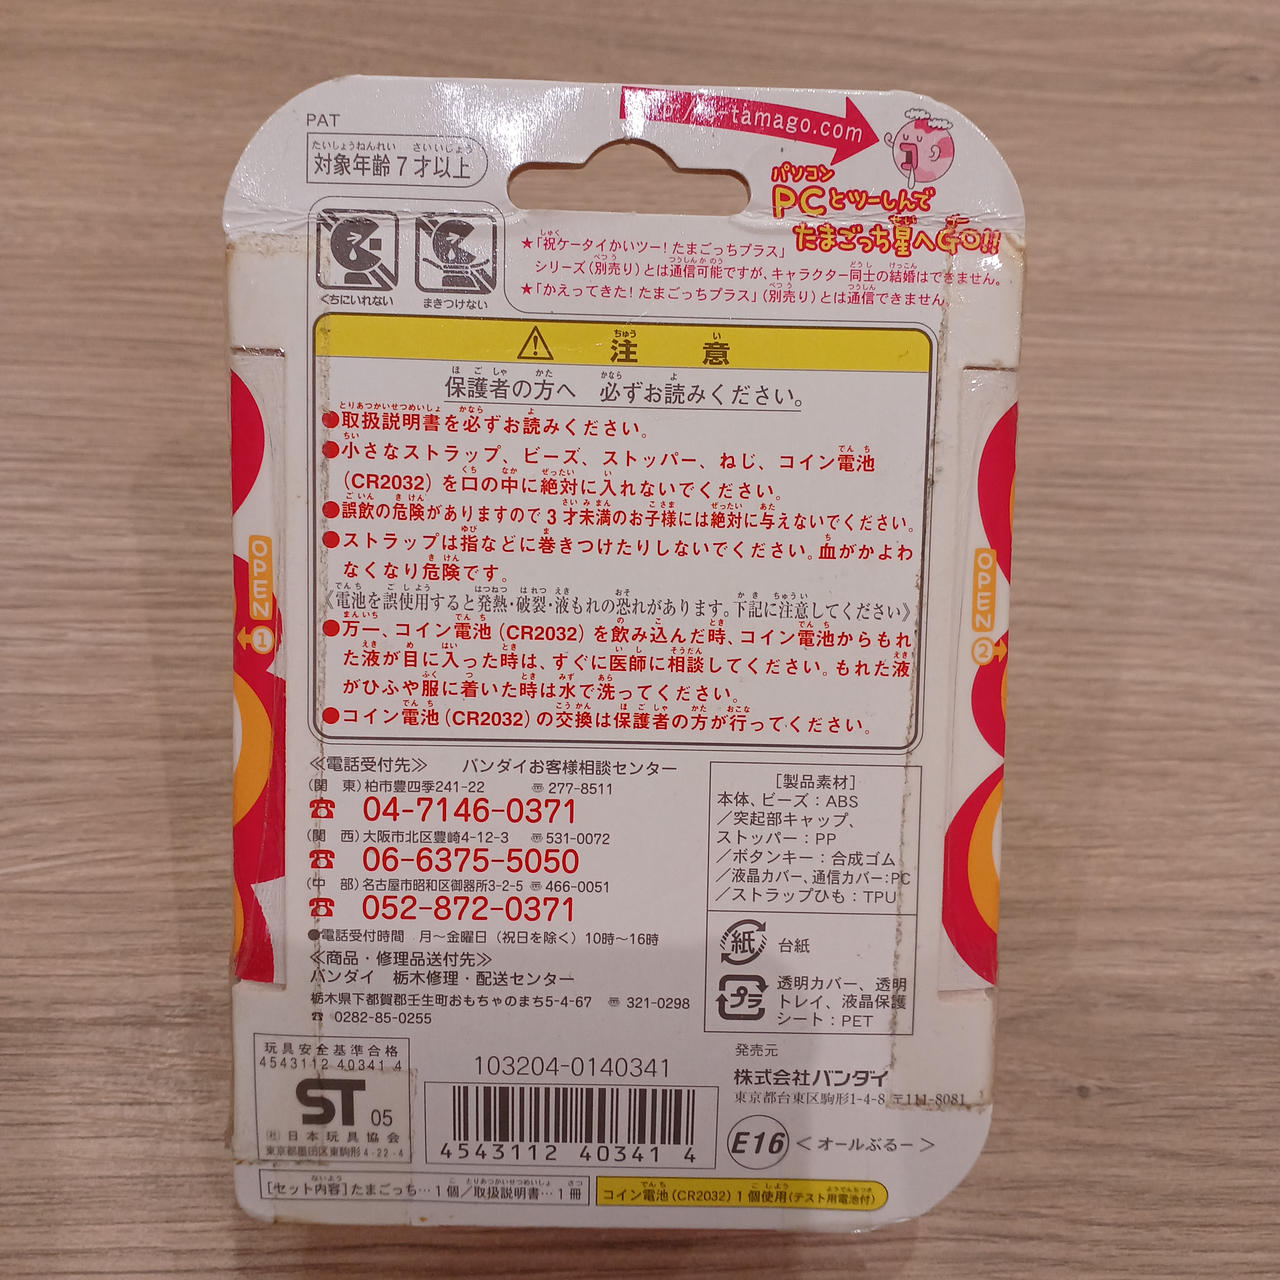 PAT
対象年齢7才以上
-tamago.com
パソコン
PCとツーしんで
たまごっち星へGO!!
くちにいれない
まきつけない
★「祝ケータイかいツー!たまごっちプラス」
シリーズ(別売り)とは通信可能ですが、キャラクター同士の結婚はできません。
★「かえってきた!たまごっちプラス」(別売り)とは通信できません。
注意
保護者の方へ 必ずお読みください。
●取扱説明書を必ずお読みください。
●小さなストラップ、ビーズ、ストッパー、ねじ、コイン電池
(CR2032)を口の中に絶対に入れないでください。
●誤飲の危険がありますので3才未満のお子様には絶対に与えないでください。
●ストラップは指などに巻きつけたりしないでください。血がかよわ
なくなり危険です。
《電池を誤使用すると発熱・破裂・液もれの恐れがあります。下記に注意してください》
●万一、コイン電池(CR2032)を飲み込んだ時、コイン電池からもれ
た液が目に入った時は、すぐに医師に相談してください。もれた液
がひふや服に着いた時は水で洗ってください。
●コイン電池(CR2032)の交換は保護者の方が行ってください。
OPEN
1
OPEN
2
≪電話受付先≫ バンダイお客様相談センター
(関 東)柏市豊四季241-22 〠277-8511
☎ 04-7146-0371
(関 西)大阪市北区豊崎4-12-3 〠531-0072
☎ 06-6375-5050
(中 部)名古屋市昭和区御器所3-2-5 〠466-0051
☎ 052-872-0371
●電話受付時間 月〜金曜日(祝日を除く)10時〜16時
≪商品・修理品送付先≫
バンダイ 栃木修理・配送センター
栃木県下都賀郡壬生町おもちゃのまち5-4-67 〠321-0298
☎ 0282-85-0255
[製品素材]
本体、ビーズ:ABS
/突起部キャップ、
ストッパー:PP
/ボタンキー:合成ゴム
/液晶カバー、通信カバー:PC
/ストラップひも:TPU
紙 台紙
プラ 透明カバー、透明
トレイ、液晶保護
シート:PET
玩具安全基準合格
4543112 40341 4
ST 05
(社)日本玩具協会
東京都墨田区東駒形4-22-4
103204-0140341
4543112 40341 4
発売元
株式会社バンダイ
東京都台東区駒形1-4-8 〒111-8081
E16 <オールぶるー>
[セット内容]たまごっち…1個/取扱説明書…1冊
コイン電池(CR2032)1個使用(テスト用電池付)